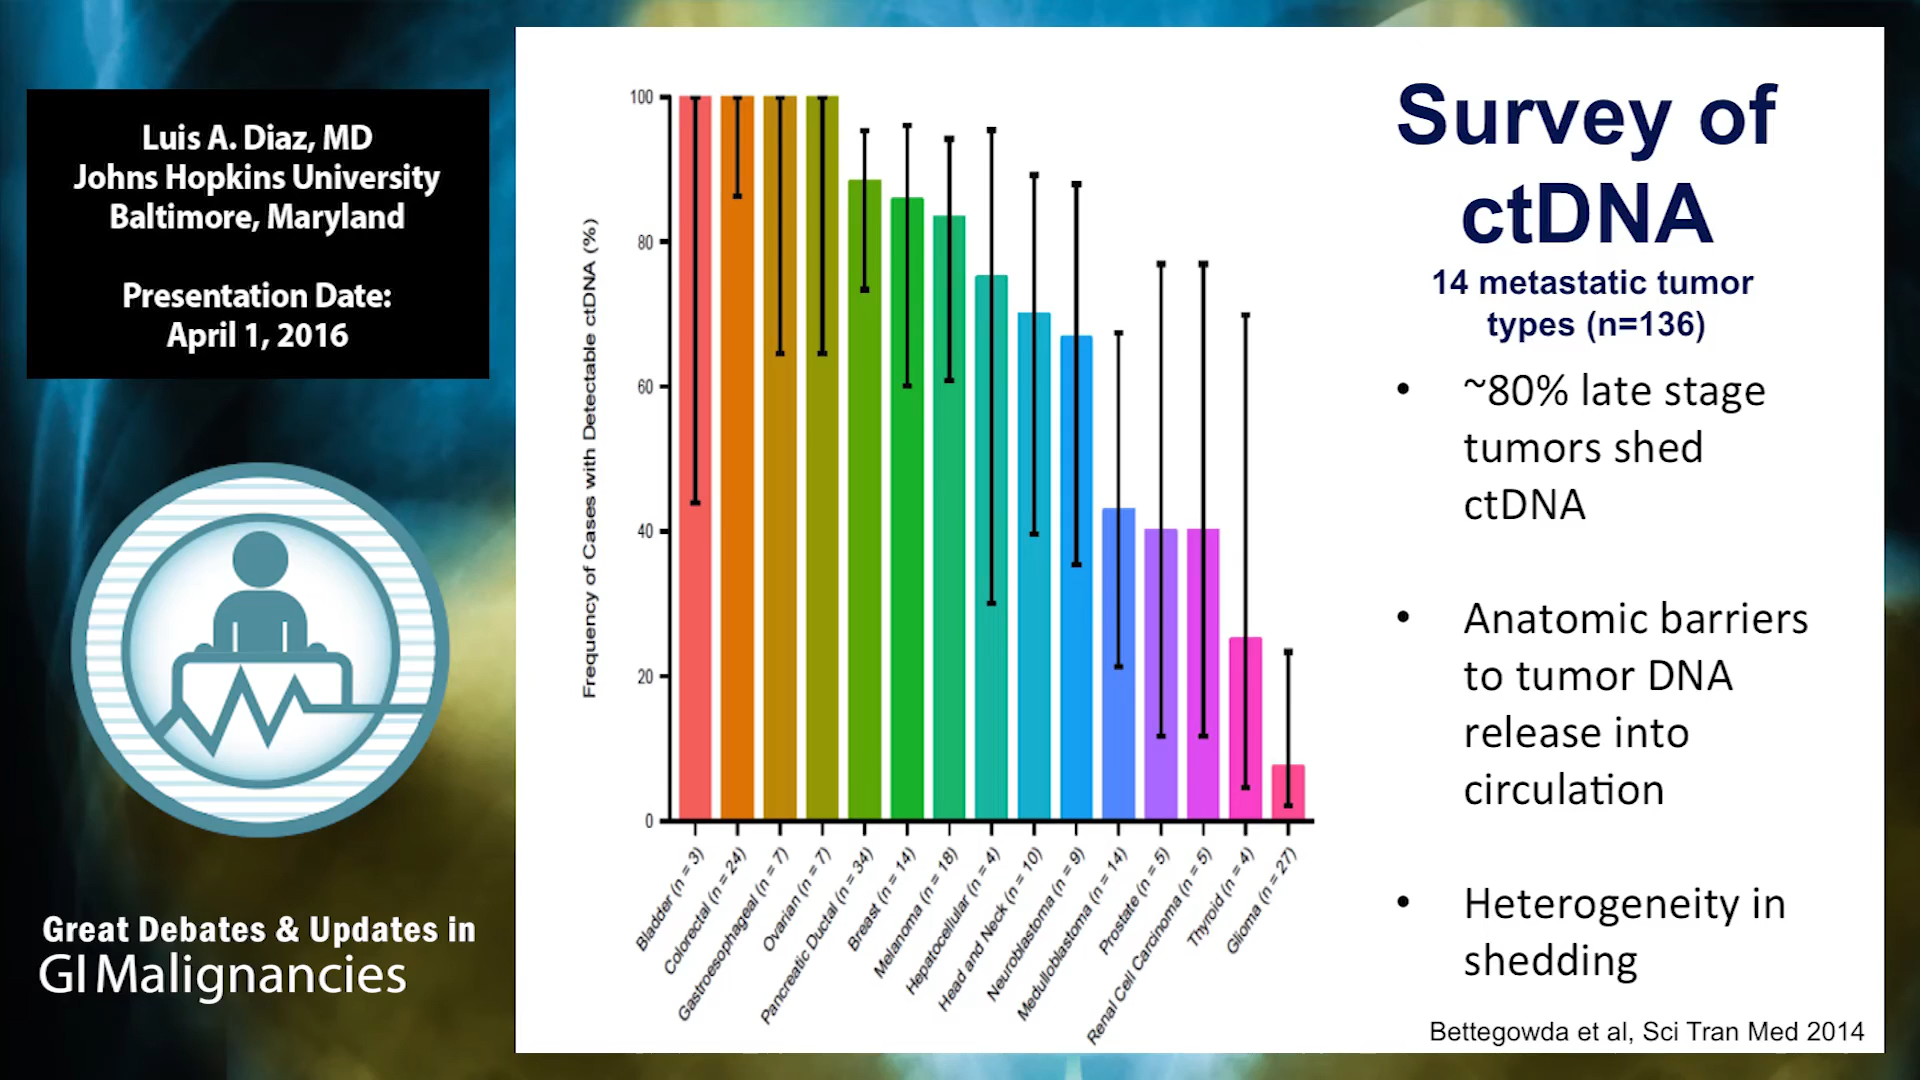 Luis A. Diaz, MD
Johns Hopkins University
Baltimore, Maryland
Presentation Date:
April 1, 2016
Great Debates & Updates in
GI Malignancies
Frequency of Cases with Detectable ctDNA (%)
100
80
60
40
20
0
Bladder (n = 3)
Colorectal (n = 24)
Gastroesophageal (n = 7)
Ovarian (n = 7)
Pancreatic Ductal (n = 34)
Breast (n = 14)
Melanoma (n = 18)
Hepatocellular (n = 4)
Head and Neck (n = 10)
Neuroblastoma (n = 9)
Medulloblastoma (n = 14)
Prostate (n = 5)
Renal Cell Carcinoma (n = 5)
Thyroid (n = 4)
Glioma (n = 27)
Survey of
ctDNA
14 metastatic tumor
types (n=136)
• ~80% late stage
tumors shed
ctDNA
• Anatomic barriers
to tumor DNA
release into
circulation
• Heterogeneity in
shedding
Bettegowda et al, Sci Tran Med 2014